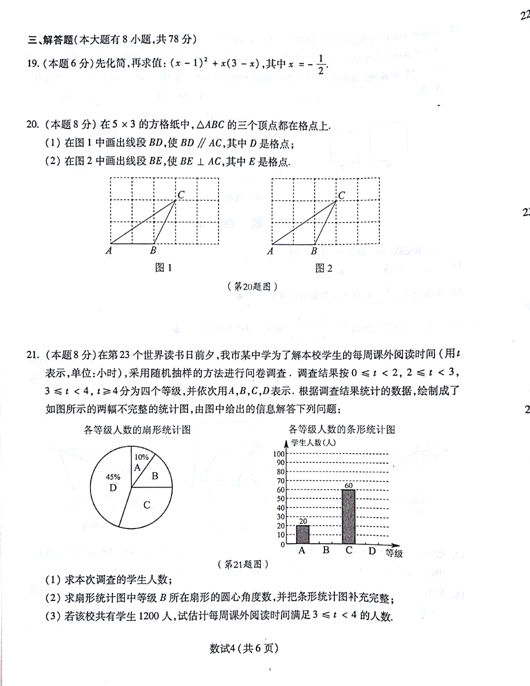 22
三、解答题(本大题有8小题,共78分)
19. (本题6分)先化简,再求值: (x - 1)² + x(3 - x),其中x = - 1/2.
20. (本题8分) 在5 × 3的方格纸中,△ABC的三个顶点都在格点上.
(1) 在图1中画出线段BD,使BD ∥ AC,其中D是格点;
(2) 在图2中画出线段BE,使BE ⊥ AC,其中E是格点.
C
A B
图1
C
A B
图2
(第20题图)
23
21. (本题8分)在第23个世界读书日前夕,我市某中学为了解本校学生的每周课外阅读时间 (用t
表示,单位:小时), 采用随机抽样的方法进行问卷调查. 调查结果按0 ≤ t < 2, 2 ≤ t < 3,
3 ≤ t < 4, t ≥ 4分为四个等级,并依次用A,B,C,D表示. 根据调查结果统计的数据,绘制成了
如图所示的两幅不完整的统计图,由图中给出的信息解答下列问题:
2
各等级人数的扇形统计图
10%
A
B
45%
D
C
各等级人数的条形统计图
学生人数(人)
100
90
80
70
60
50
40
30
20
10
0
20
60
A B C D 等级
(第21题图)
(1) 求本次调查的学生人数;
(2) 求扇形统计图中等级B所在扇形的圆心角度数,并把条形统计图补充完整;
(3) 若该校共有学生1200人,试估计每周课外阅读时间满足3 ≤ t < 4的人数.
数试4 (共6页)